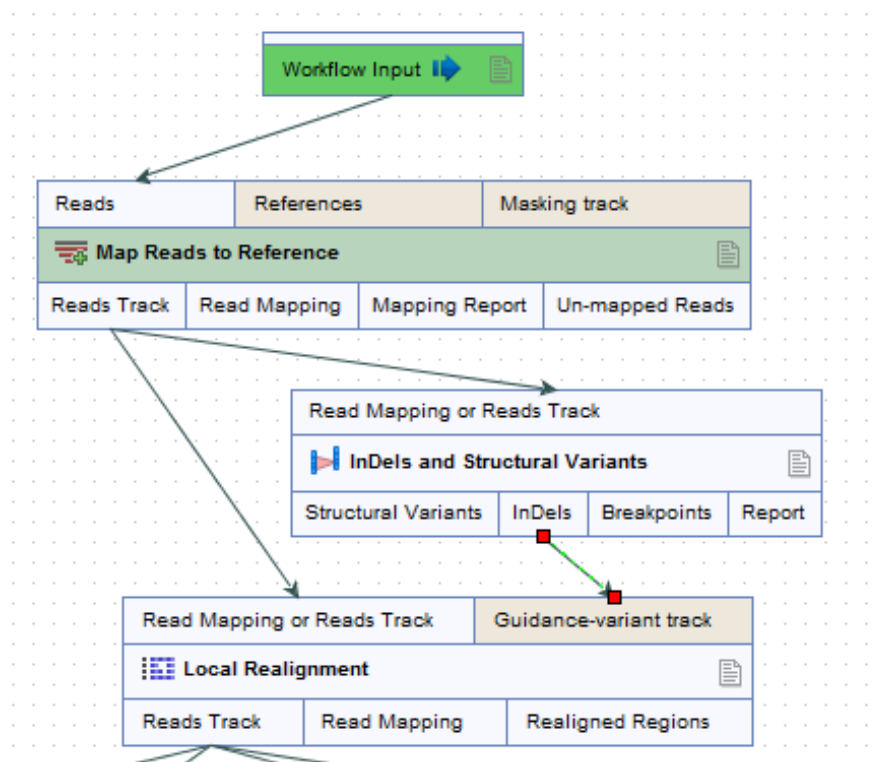 Workflow Input
Reads References Masking track
Map Reads to Reference
Reads Track Read Mapping Mapping Report Un-mapped Reads
Read Mapping or Reads Track
InDels and Structural Variants
Structural Variants InDels Breakpoints Report
Read Mapping or Reads Track Guidance-variant track
Local Realignment
Reads Track Read Mapping Realigned Regions